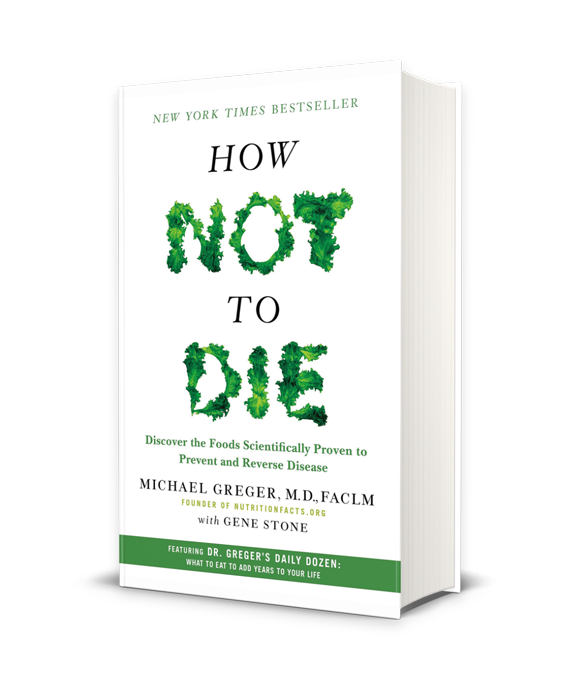 NEW YORK TIMES BESTSELLER
HOW
NOT
TO
DIE
Discover the Foods Scientifically Proven to
Prevent and Reverse Disease
MICHAEL GREGER, M.D., FACLM
FOUNDER OF NUTRITIONFACTS.ORG
with GENE STONE
FEATURING DR. GREGER'S DAILY DOZEN:
WHAT TO EAT TO ADD YEARS TO YOUR LIFE